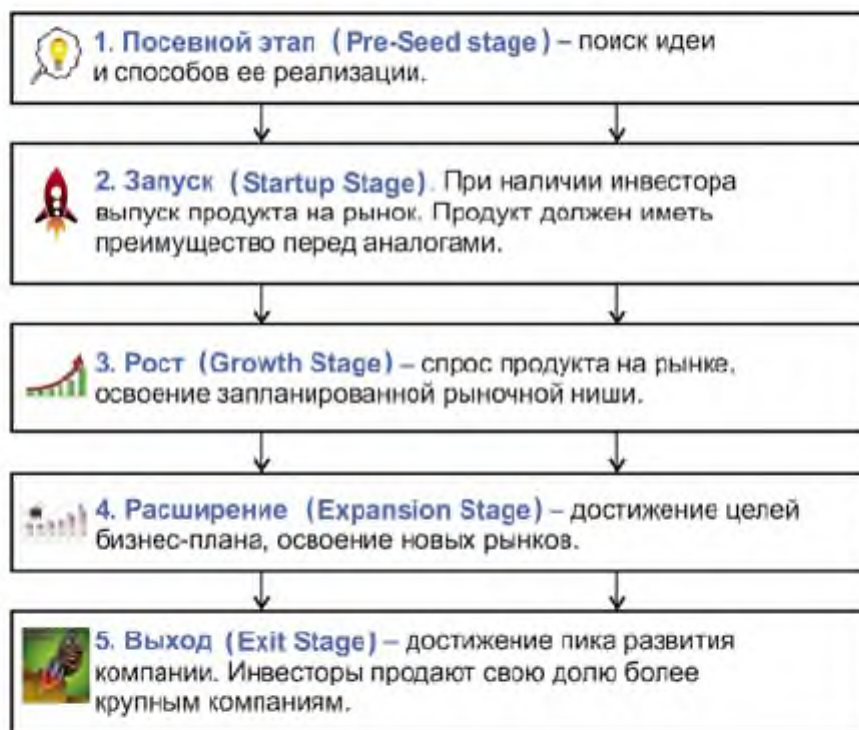 1. Посевной этап (Pre-Seed stage) – поиск идеи
и способов ее реализации.
2. Запуск (Startup Stage). При наличии инвестора
выпуск продукта на рынок. Продукт должен иметь
преимущество перед аналогами.
3. Рост (Growth Stage) – спрос продукта на рынке,
освоение запланированной рыночной ниши.
4. Расширение (Expansion Stage) – достижение целей
бизнес-плана, освоение новых рынков.
5. Выход (Exit Stage) – достижение пика развития
компании. Инвесторы продают свою долю более
крупным компаниям.